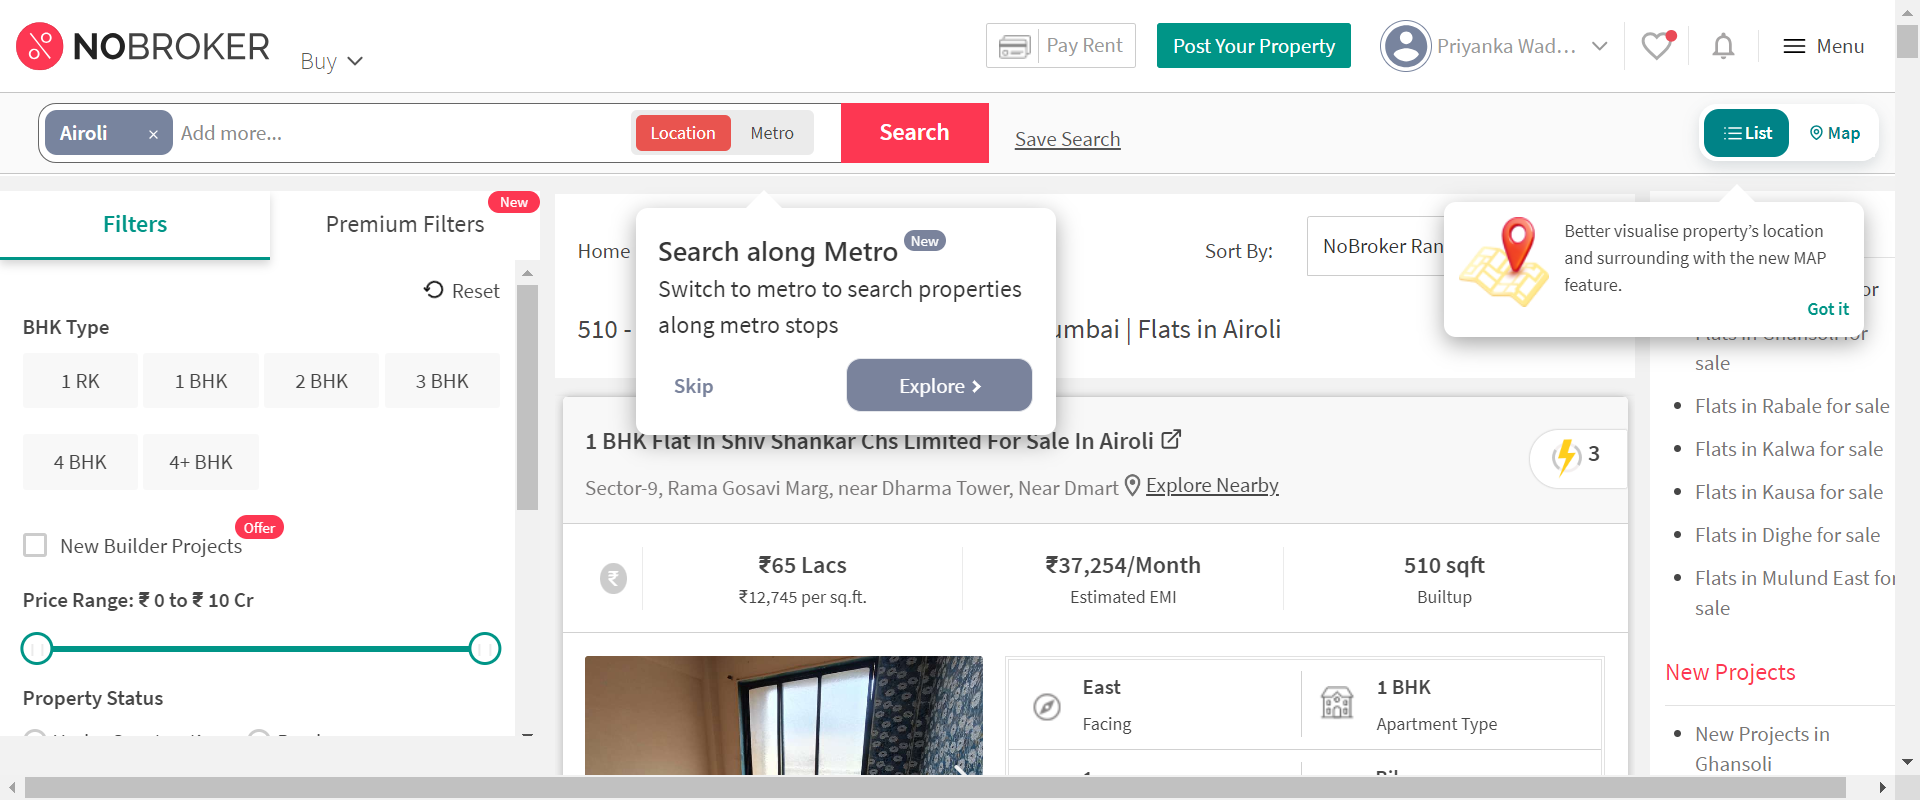 NOBROKER
Buy
Pay Rent
Post Your Property
Priyanka Wad...
Menu
Airoli ×
Add more...
Location
Metro
Search
Save Search
List
Map
Filters
Premium Filters
New
Reset
BHK Type
1 RK
1 BHK
2 BHK
3 BHK
4 BHK
4+ BHK
New Builder Projects
Offer
Price Range: ₹ 0 to ₹ 10 Cr
Property Status
Home
Search along Metro New
Switch to metro to search properties
along metro stops
Skip
Explore
Sort By:
NoBroker Ran
510 -
umbai | Flats in Airoli
Better visualise property's location
and surrounding with the new MAP
feature.
Got it
1 BHK Flat In Shiv Shankar Chs Limited For Sale In Airoli
Sector-9, Rama Gosavi Marg, near Dharma Tower, Near Dmart
Explore Nearby
3
₹65 Lacs
₹12,745 per sq.ft.
₹37,254/Month
Estimated EMI
510 sqft
Builtup
East
Facing
1 BHK
Apartment Type
or
Flats in Ghansoli for
sale
Flats in Rabale for sale
Flats in Kalwa for sale
Flats in Kausa for sale
Flats in Dighe for sale
Flats in Mulund East for
sale
New Projects
New Projects in
Ghansoli